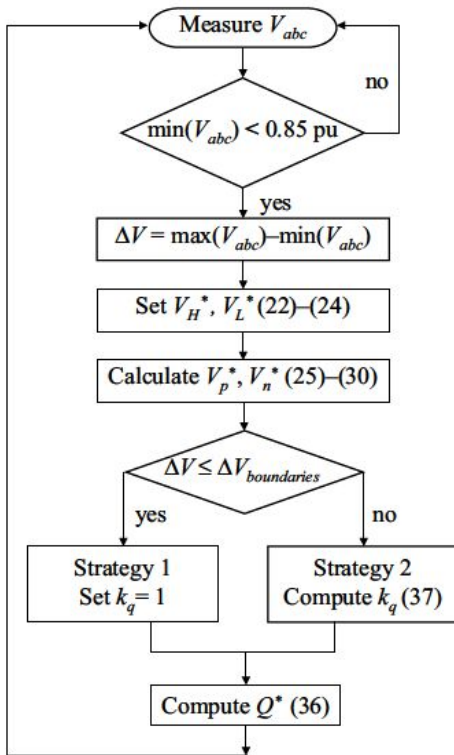 Measure V_abc
no
min(V_abc) < 0.85 pu
yes
ΔV = max(V_abc)–min(V_abc)
Set V_H*, V_L* (22)–(24)
Calculate V_p*, V_n* (25)–(30)
ΔV ≤ ΔV_boundaries
yes
no
Strategy 1
Set k_q = 1
Strategy 2
Compute k_q (37)
Compute Q* (36)